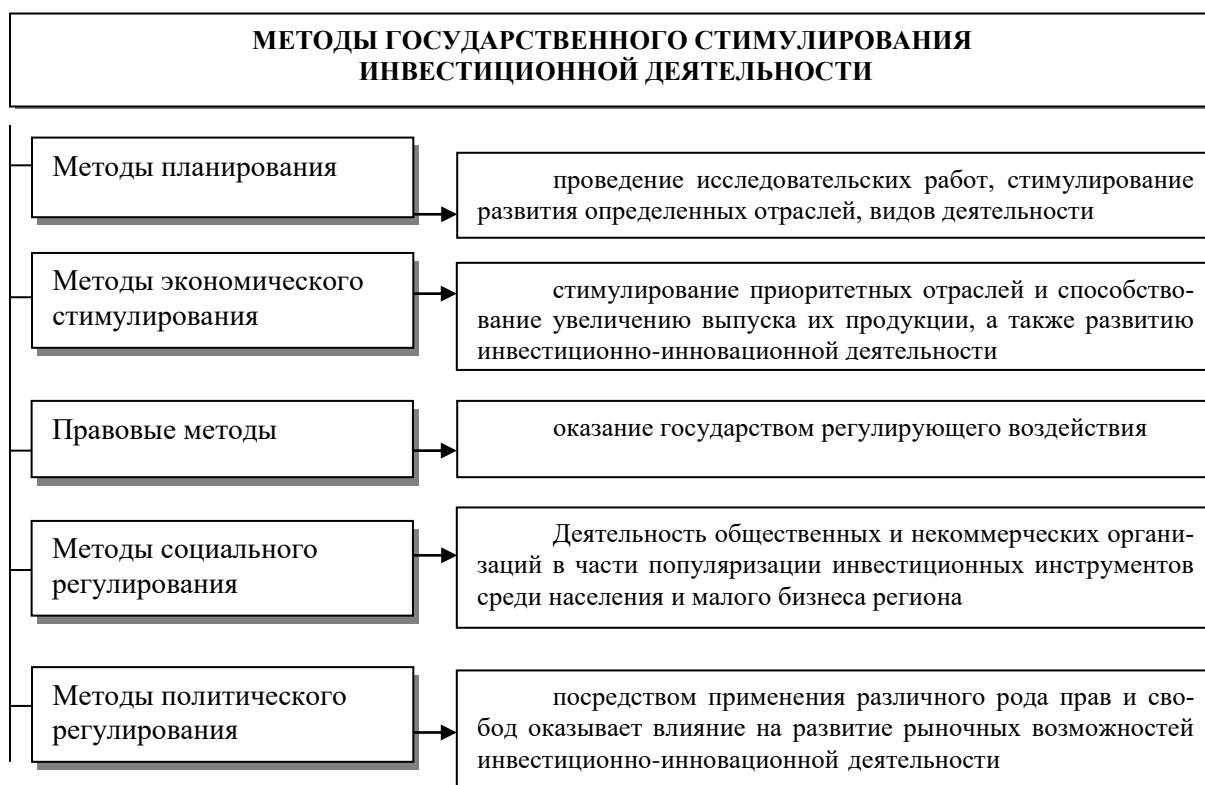 МЕТОДЫ ГОСУДАРСТВЕННОГО СТИМУЛИРОВАНИЯ
ИНВЕСТИЦИОННОЙ ДЕЯТЕЛЬНОСТИ
Методы планирования
проведение исследовательских работ, стимулирование
развития определенных отраслей, видов деятельности
Методы экономического
стимулирования
стимулирование приоритетных отраслей и способство-
вание увеличению выпуска их продукции, а также развитию
инвестиционно-инновационной деятельности
Правовые методы
оказание государством регулирующего воздействия
Методы социального
регулирования
Деятельность общественных и некоммерческих органи-
заций в части популяризации инвестиционных инструментов
среди населения и малого бизнеса региона
Методы политического
регулирования
посредством применения различного рода прав и сво-
бод оказывает влияние на развитие рыночных возможностей
инвестиционно-инновационной деятельности